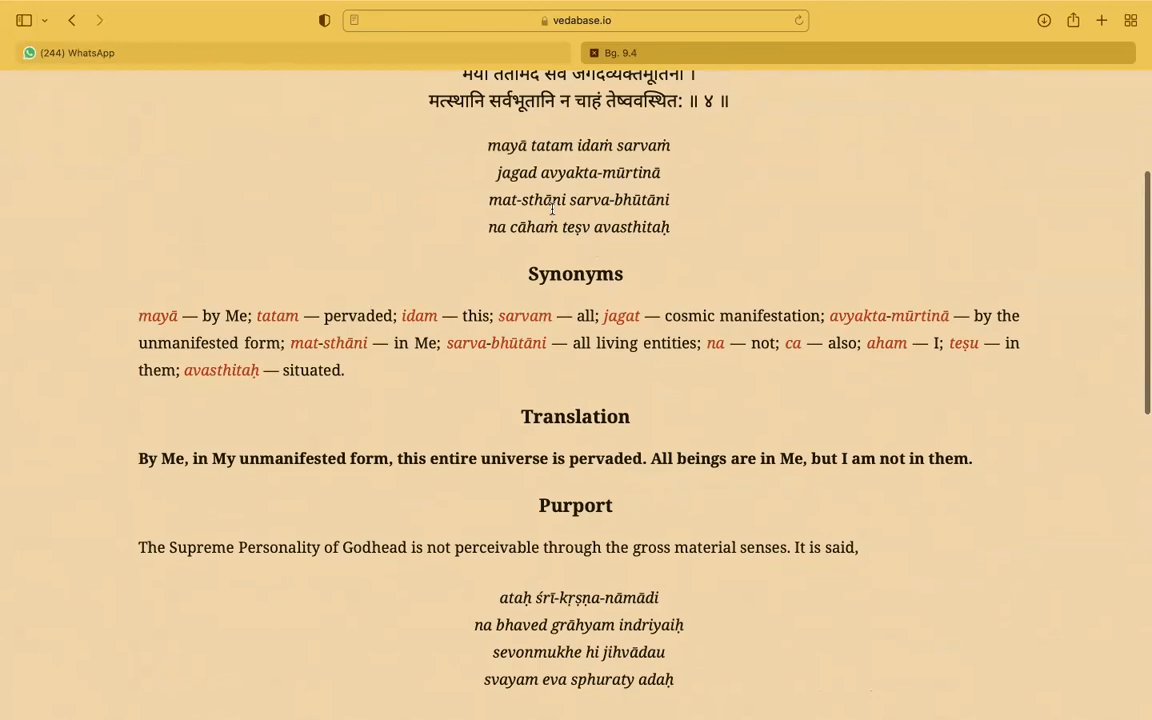 vedabase.io
(244) WhatsApp
Bg. 9.4
मया ततमिदं सर्वं जगदव्यक्तमूर्तिना ।
मत्स्थानि सर्वभूतानि न चाहं तेष्ववस्थितः ॥ ४ ॥
mayā tatam idaṁ sarvaṁ
jagad avyakta-mūrtinā
mat-sthāni sarva-bhūtāni
na cāhaṁ teṣv avasthitaḥ
Synonyms
mayā — by Me; tatam — pervaded; idam — this; sarvam — all; jagat — cosmic manifestation; avyakta-mūrtinā — by the
unmanifested form; mat-sthāni — in Me; sarva-bhūtāni — all living entities; na — not; ca — also; aham — I; teṣu — in
them; avasthitaḥ — situated.
Translation
By Me, in My unmanifested form, this entire universe is pervaded. All beings are in Me, but I am not in them.
Purport
The Supreme Personality of Godhead is not perceivable through the gross material senses. It is said,
ataḥ śrī-kṛṣṇa-nāmādi
na bhaved grāhyam indriyaiḥ
sevonmukhe hi jihvādau
svayam eva sphuraty adaḥ